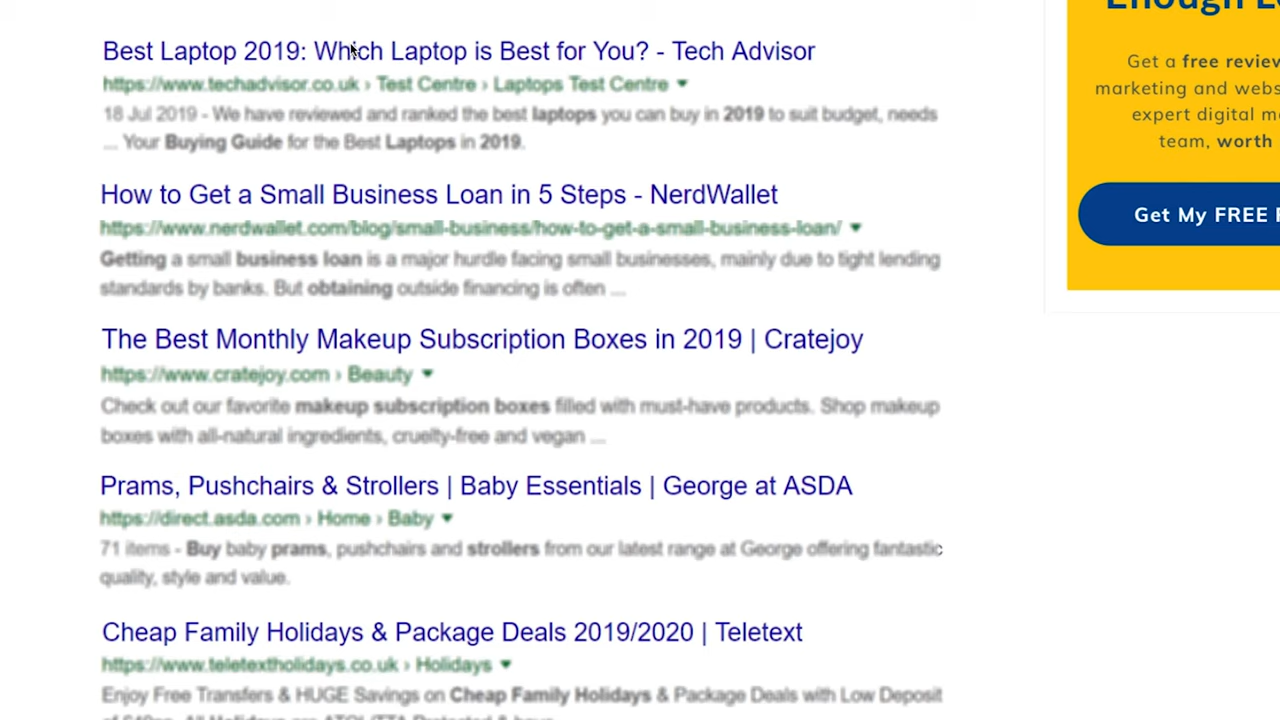 Enough Le
Best Laptop 2019: Which Laptop is Best for You? - Tech Advisor
https://www.techadvisor.co.uk › Test Centre › Laptops Test Centre
18 Jul 2019 - We have reviewed and ranked the best laptops you can buy in 2019 to suit budget, needs
... Your Buying Guide for the Best Laptops in 2019.
How to Get a Small Business Loan in 5 Steps - NerdWallet
https://www.nerdwallet.com/blog/small-business/how-to-get-a-small-business-loan/
Getting a small business loan is a major hurdle facing small businesses, mainly due to tight lending
standards by banks. But obtaining outside financing is often ...
The Best Monthly Makeup Subscription Boxes in 2019 | Cratejoy
https://www.cratejoy.com › Beauty
Check out our favorite makeup subscription boxes filled with must-have products. Shop makeup
boxes with all-natural ingredients, cruelty-free and vegan ...
Prams, Pushchairs & Strollers | Baby Essentials | George at ASDA
https://direct.asda.com › Home › Baby
71 items - Buy baby prams, pushchairs and strollers from our latest range at George offering fantastic
quality, style and value.
Cheap Family Holidays & Package Deals 2019/2020 | Teletext
https://www.teletextholidays.co.uk › Holidays
Enjoy Free Transfers & HUGE Savings on Cheap Family Holidays & Package Deals with Low Deposit
Get a free review
marketing and webs
expert digital m
team, worth
Get My FREE